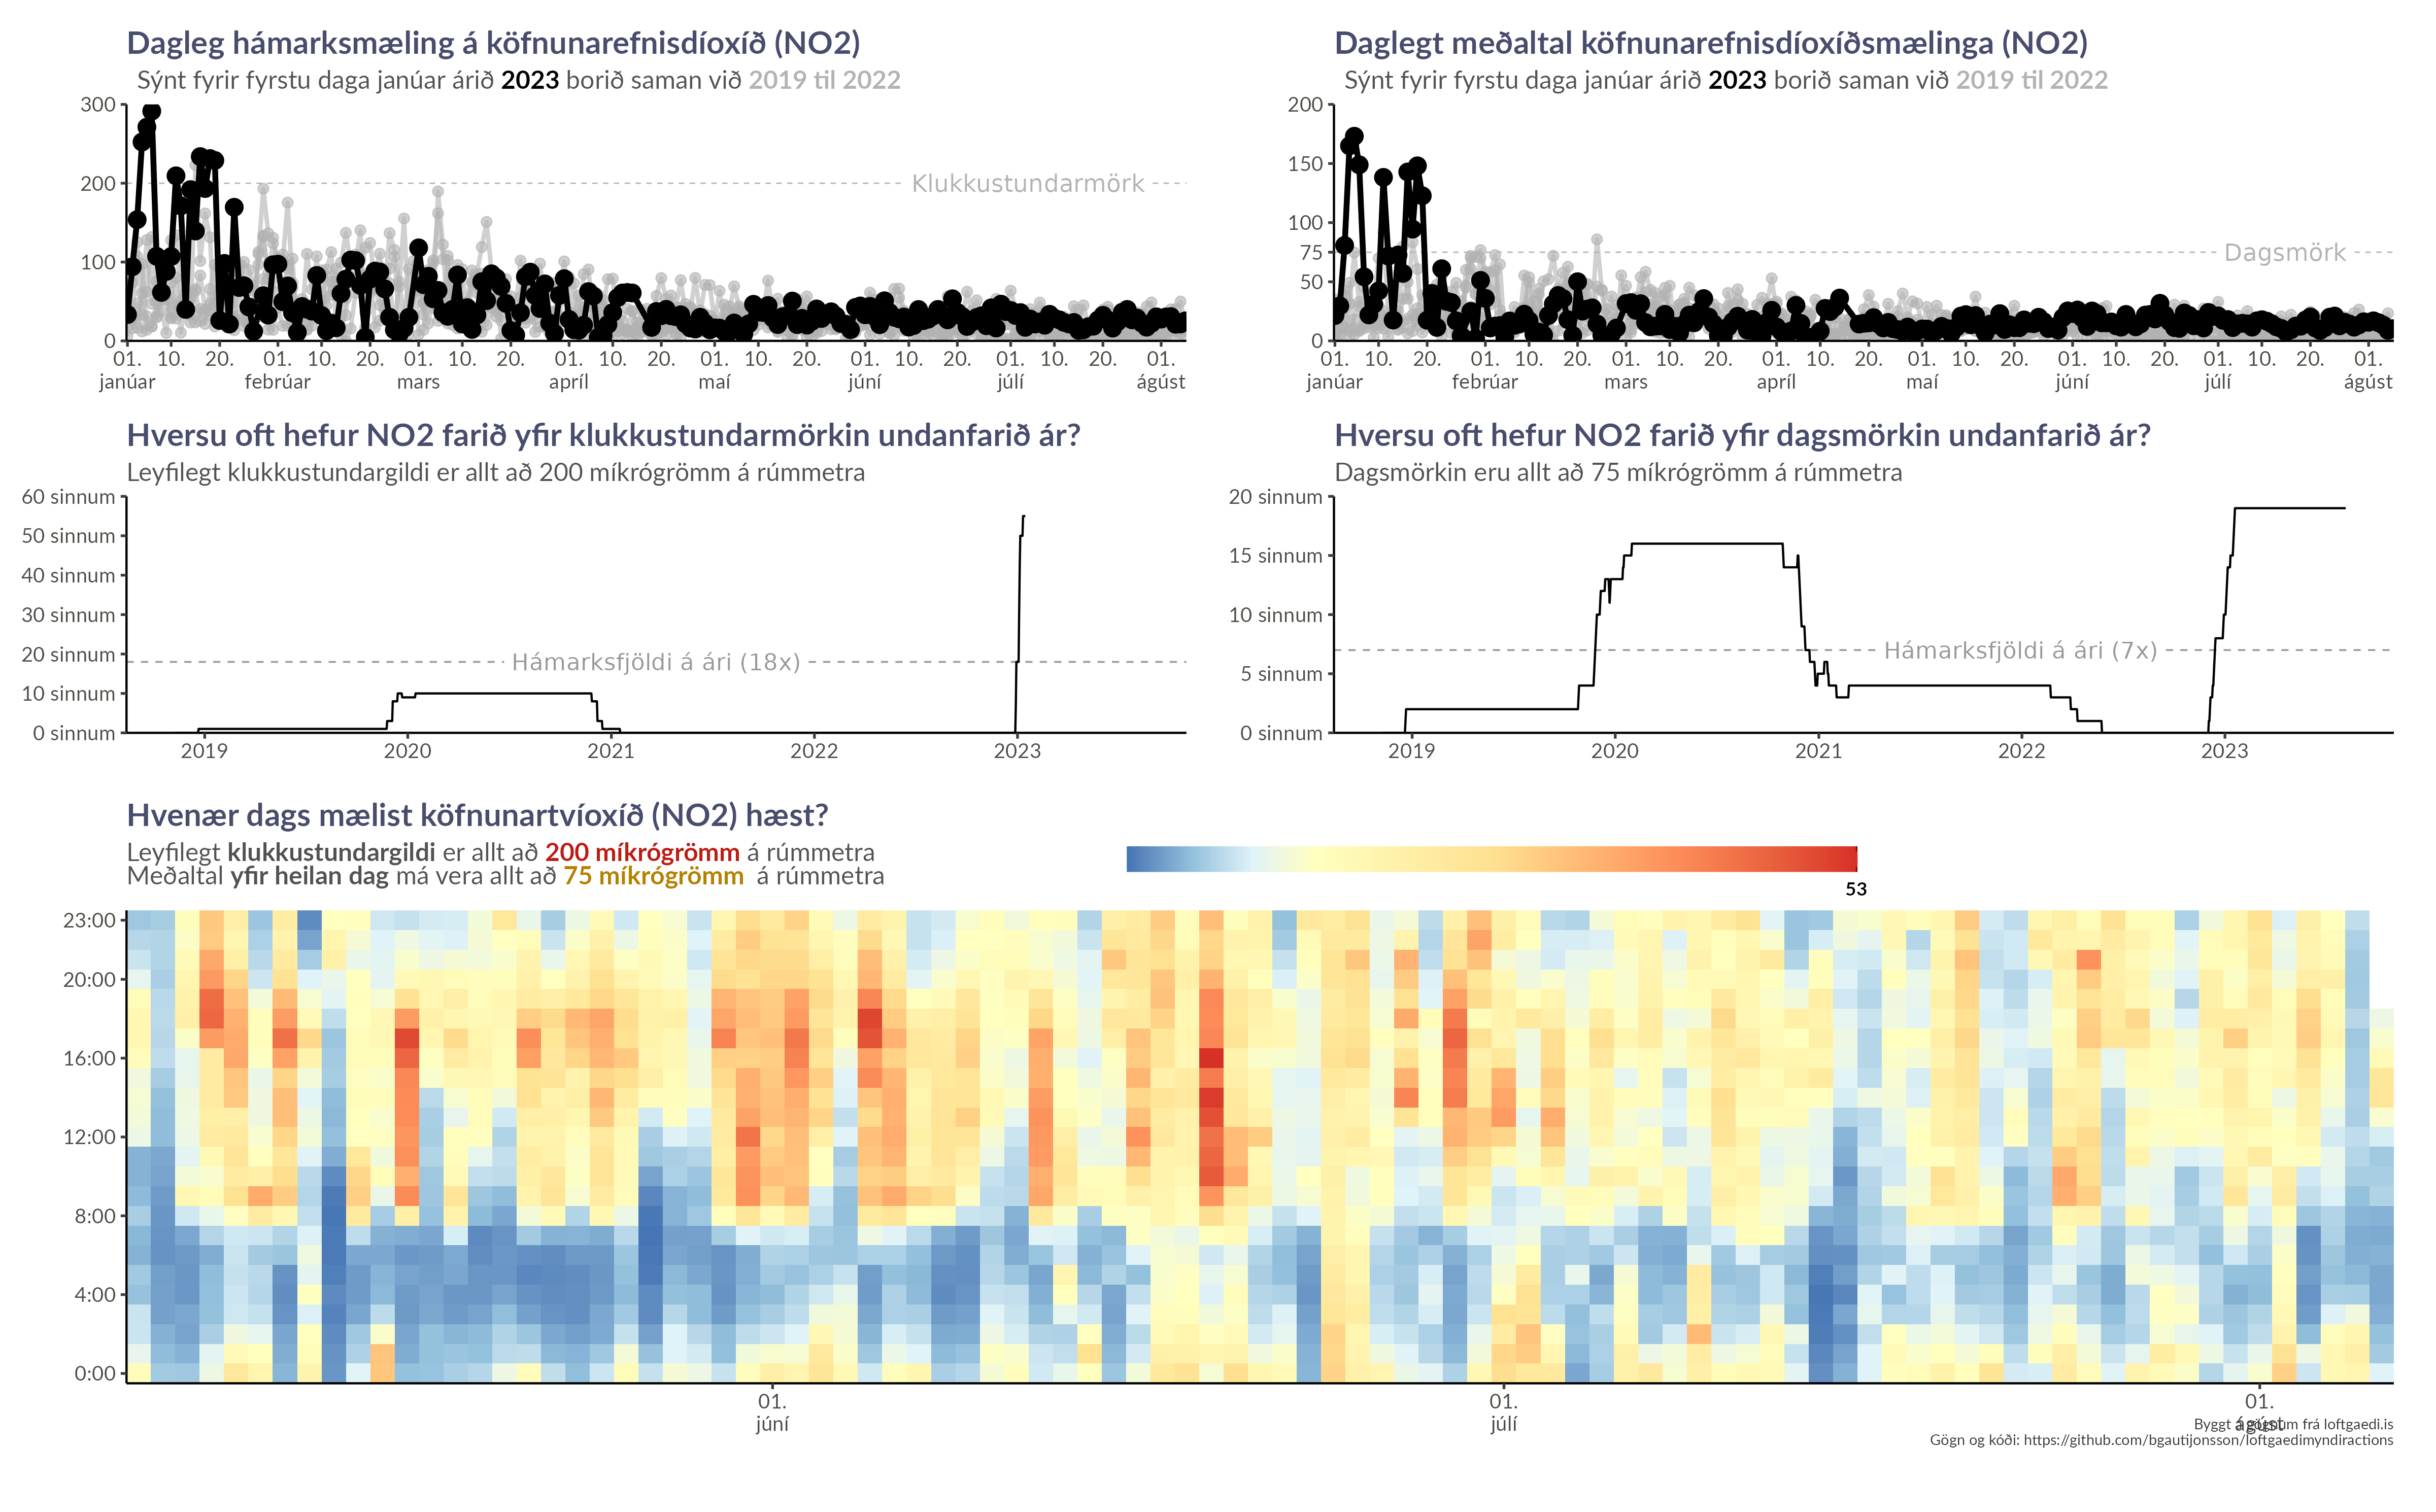 Dagleg hámarksmæling á köfnunarefnisdíoxíð (NO2)
Sýnt fyrir fyrstu daga janúar árið 2023 borið saman við 2019 til 2022
300
200
100
0
Klukkustundarmörk
01. 10. 20. 01. 10. 20. 01. 10. 20. 01. 10. 20. 01. 10. 20. 01. 10. 20. 01. 10. 20. 01.
janúar febrúar mars apríl maí júní júlí ágúst
Daglegt meðaltal köfnunarefnisdíoxíðsmælinga (NO2)
Sýnt fyrir fyrstu daga janúar árið 2023 borið saman við 2019 til 2022
200
150
100
75
50
0
Dagsmörk
01. 10. 20. 01. 10. 20. 01. 10. 20. 01. 10. 20. 01. 10. 20. 01. 10. 20. 01. 10. 20. 01.
janúar febrúar mars apríl maí júní júlí ágúst
Hversu oft hefur NO2 farið yfir klukkustundarmörkin undanfarið ár?
Leyfilegt klukkustundargildi er allt að 200 míkrógrömm á rúmmetra
60 sinnum
50 sinnum
40 sinnum
30 sinnum
20 sinnum
10 sinnum
0 sinnum
Hámarksfjöldi á ári (18x)
2019 2020 2021 2022 2023
Hversu oft hefur NO2 farið yfir dagsmörkin undanfarið ár?
Dagsmörkin eru allt að 75 míkrógrömm á rúmmetra
20 sinnum
15 sinnum
10 sinnum
5 sinnum
0 sinnum
Hámarksfjöldi á ári (7x)
2019 2020 2021 2022 2023
Hvenær dags mælist köfnunartvíoxíð (NO2) hæst?
Leyfilegt klukkustundargildi er allt að 200 míkrógrömm á rúmmetra
Meðaltal yfir heilan dag má vera allt að 75 míkrógrömm á rúmmetra
53
23:00
20:00
16:00
12:00
8:00
4:00
0:00
01. 01. 01.
júní júlí ágúst
Byggt á gögnum frá loftgaedi.is
Gögn og kóði: https://github.com/bgautijonsson/loftgaedimyndiractions